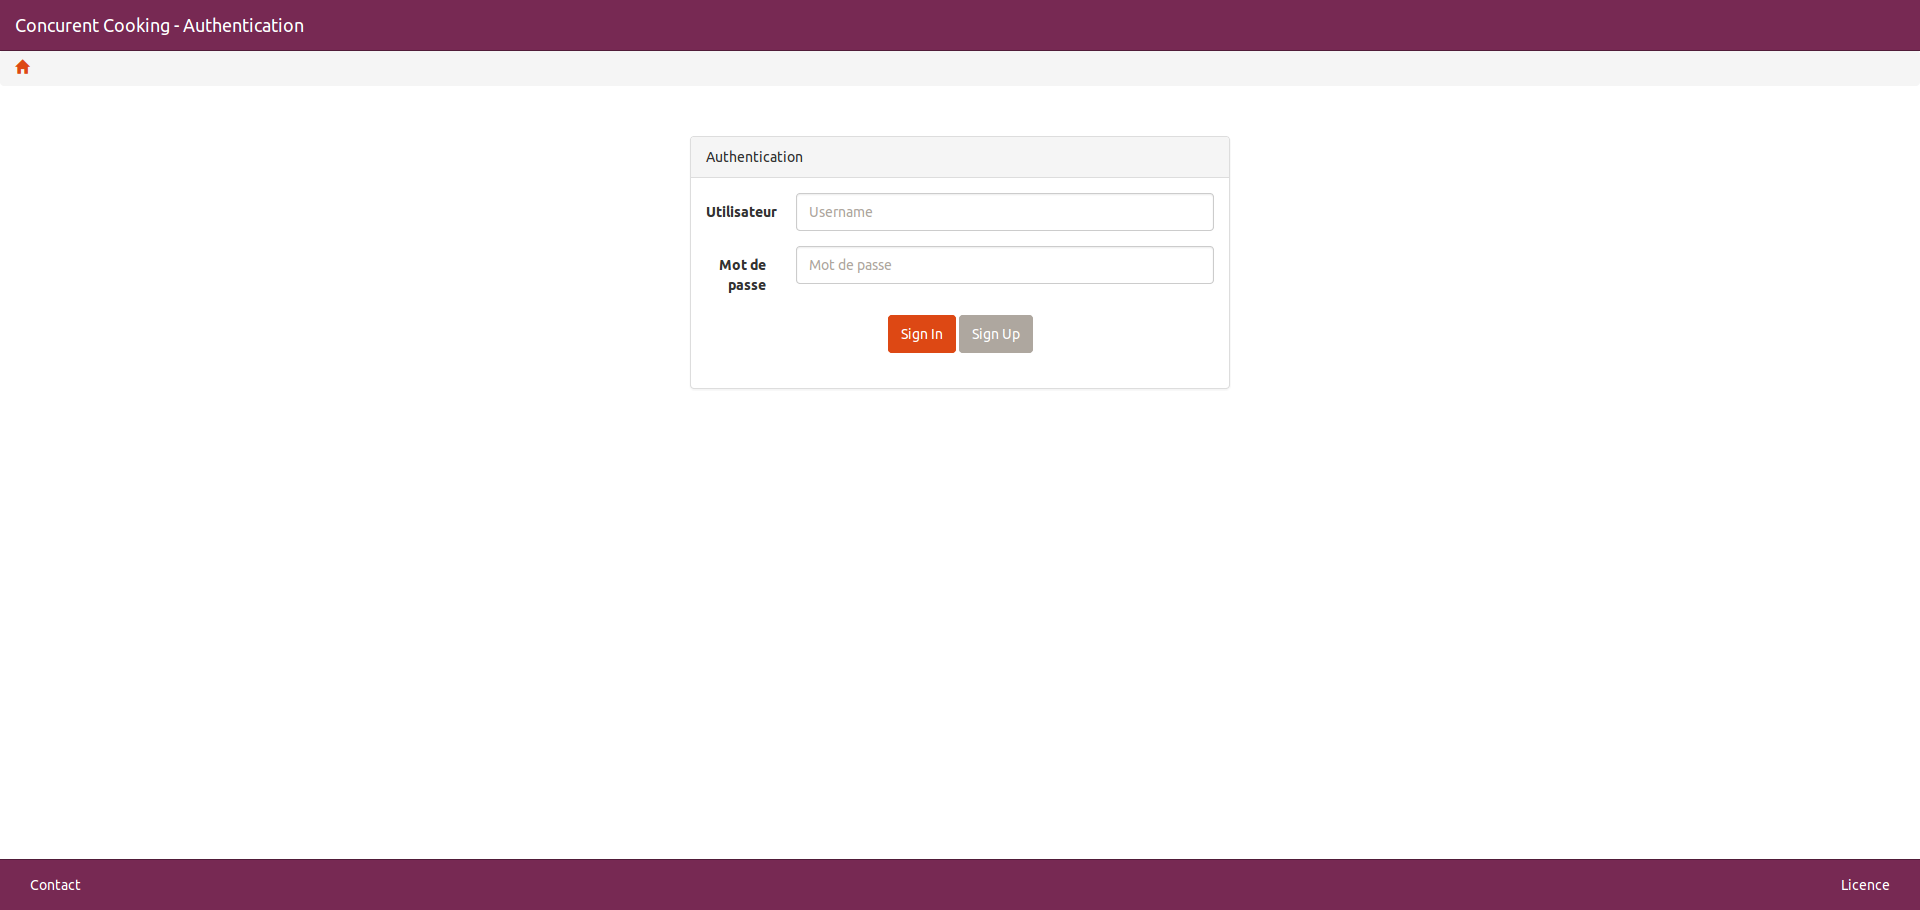 Concurent Cooking - Authentication
Authentication
Utilisateur
Username
Mot de passe
Mot de
passe
Sign In
Sign Up
Contact
Licence